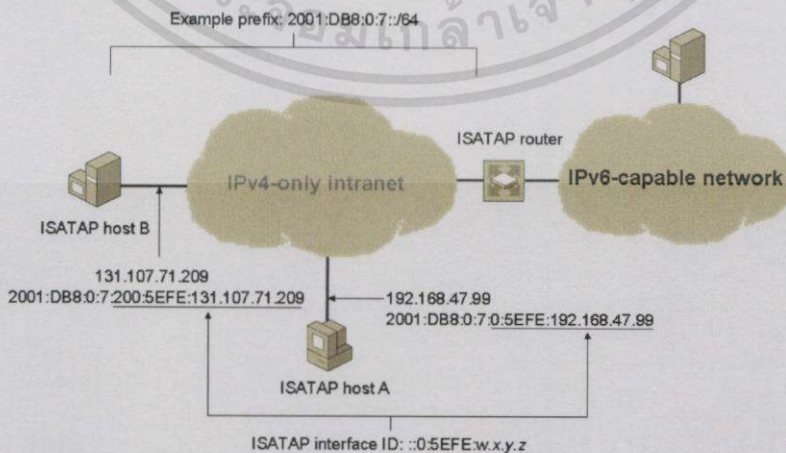 Example prefix: 2001:DB8:0:7::/64
ISATAP router
IPv4-only intranet
IPv6-capable network
ISATAP host B
131.107.71.209
2001:DB8:0:7:200:5EFE:131.107.71.209
192.168.47.99
2001:DB8:0:7:0:5EFE:192.168.47.99
ISATAP host A
ISATAP interface ID: ::0:5EFE:w.x.y.z